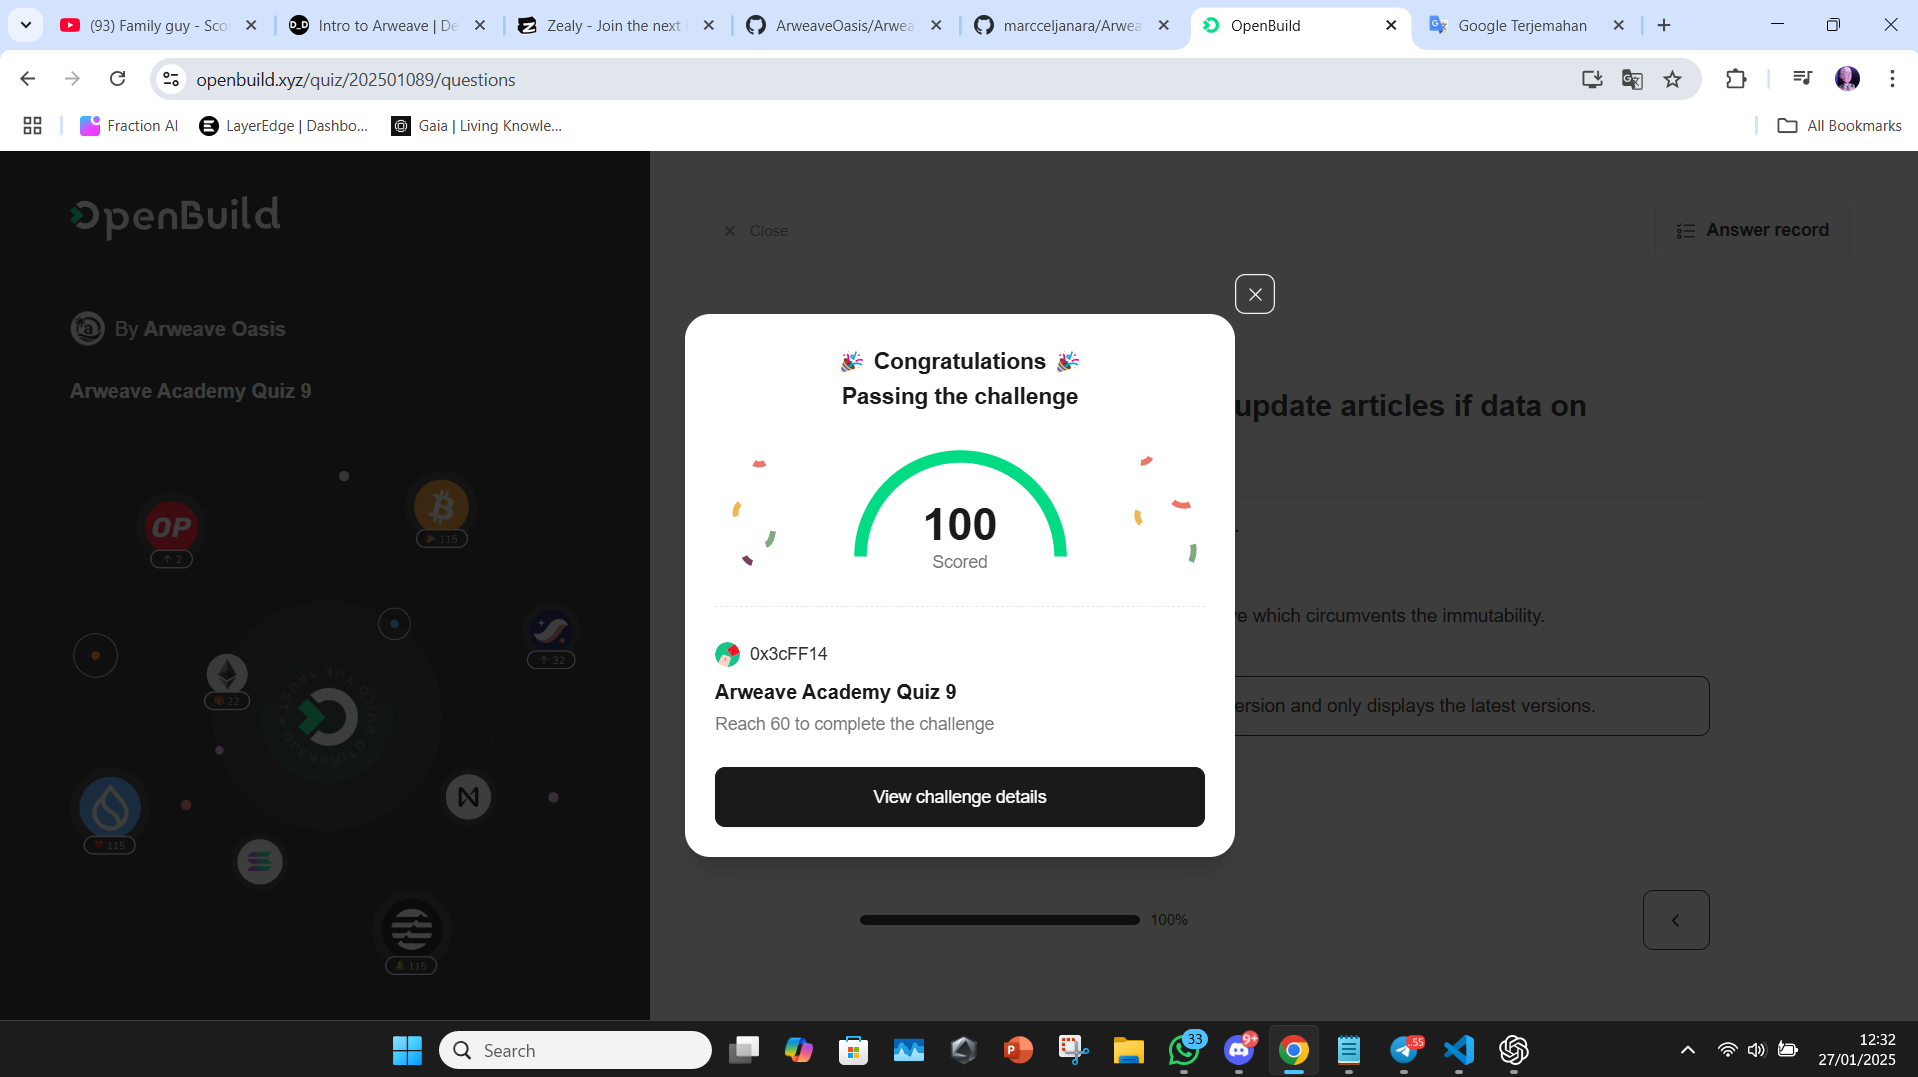 (93) Family guy - Sco
Intro to Arweave | De
Zealy - Join the next
ArweaveOasis/Arwea
marcceljanara/Arwea
OpenBuild
Google Terjemahan
openbuild.xyz/quiz/202501089/questions
Fraction AI
LayerEdge | Dashbo...
Gaia | Living Knowle...
All Bookmarks
OpenBuild
Close
Answer record
By Arweave Oasis
Arweave Academy Quiz 9
🎉 Congratulations 🎉
Passing the challenge
update articles if data on
100
Scored
which circumvents the immutability.
and only displays the latest versions.
0x3cFF14
Arweave Academy Quiz 9
Reach 60 to complete the challenge
View challenge details
100%
OP
2
115
32
22
115
115
Search
33
9+
55
12:32
27/01/2025